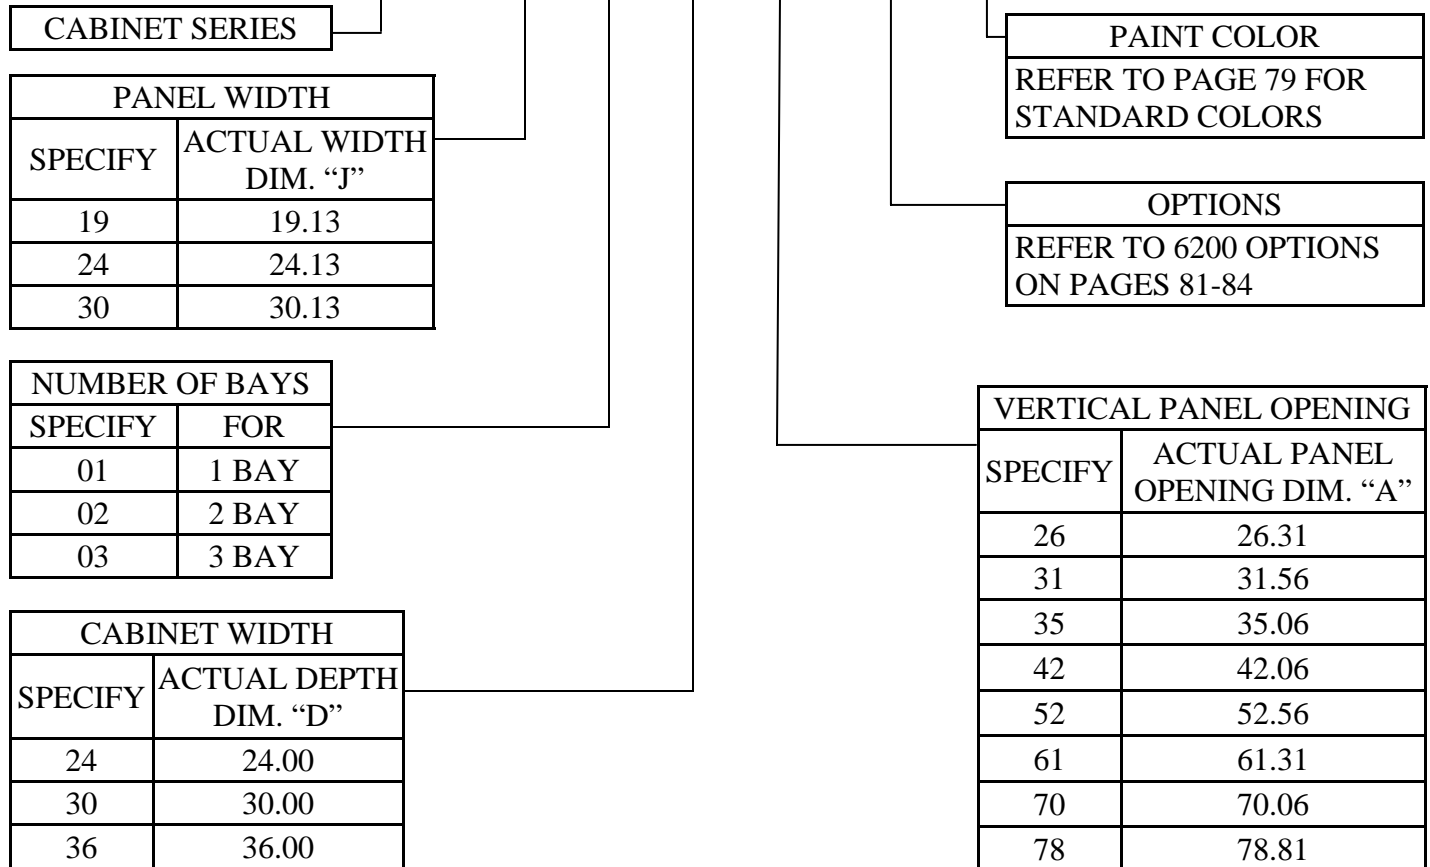 CABINET SERIES
PANEL WIDTH
SPECIFY ACTUAL WIDTH
DIM. “J”
19 19.13
24 24.13
30 30.13
NUMBER OF BAYS
SPECIFY FOR
01 1 BAY
02 2 BAY
03 3 BAY
CABINET WIDTH
SPECIFY ACTUAL DEPTH
DIM. “D”
24 24.00
30 30.00
36 36.00
PAINT COLOR
REFER TO PAGE 79 FOR
STANDARD COLORS
OPTIONS
REFER TO 6200 OPTIONS
ON PAGES 81-84
VERTICAL PANEL OPENING
SPECIFY ACTUAL PANEL
OPENING DIM. “A”
26 26.31
31 31.56
35 35.06
42 42.06
52 52.56
61 61.31
70 70.06
78 78.81